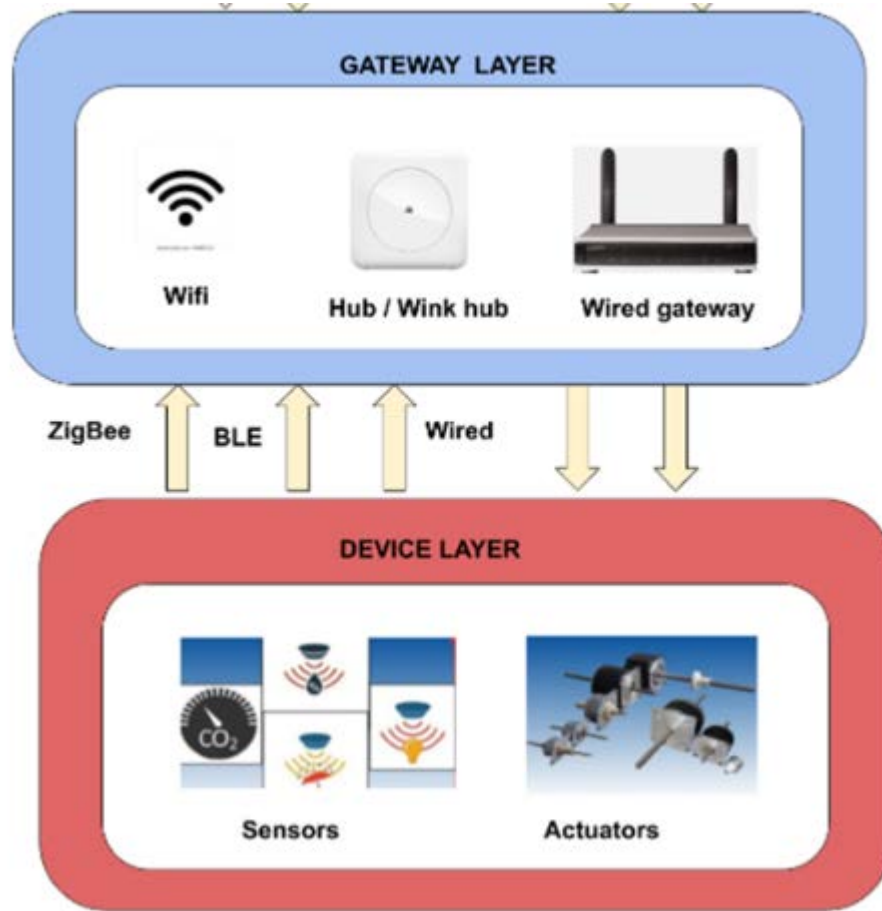 GATEWAY LAYER
Wifi
Hub / Wink hub
Wired gateway
ZigBee
BLE
Wired
DEVICE LAYER
CO2
Sensors
Actuators